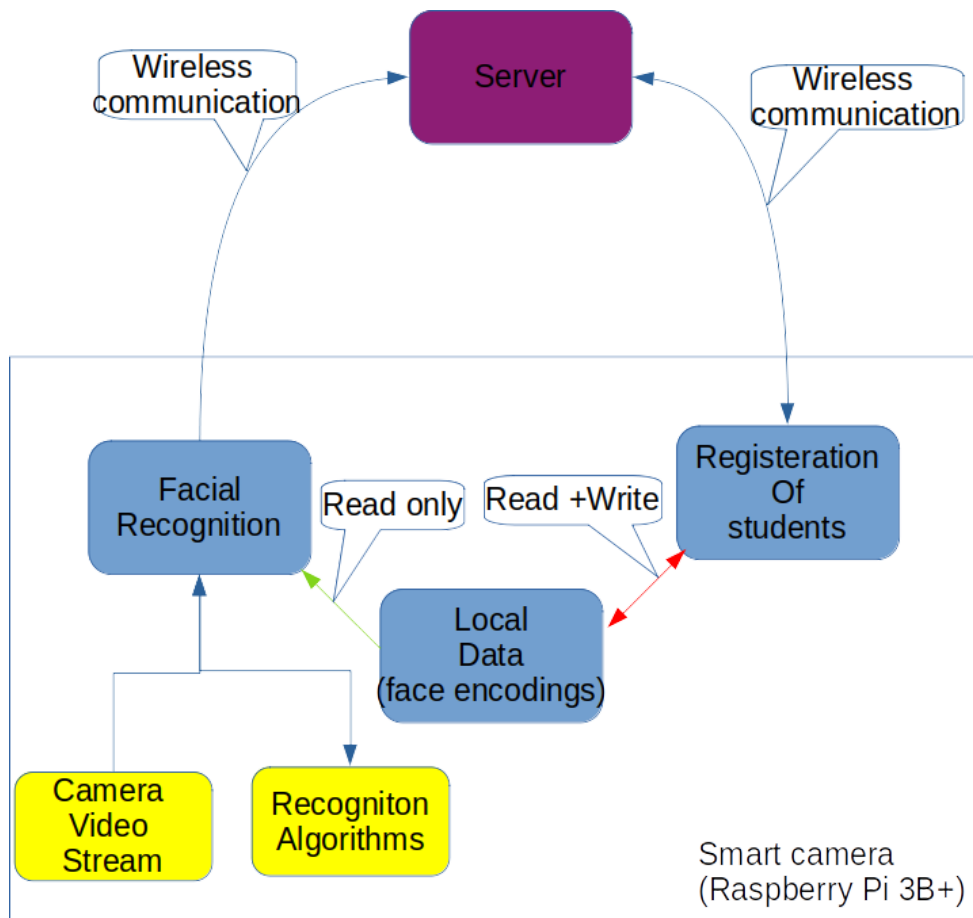 Wireless
communication
Server
Wireless
communication
Facial
Recognition
Read only
Read +Write
Registeration
Of
students
Local
Data
(face encodings)
Camera
Video
Stream
Recogniton
Algorithms
Smart camera
(Raspberry Pi 3B+)